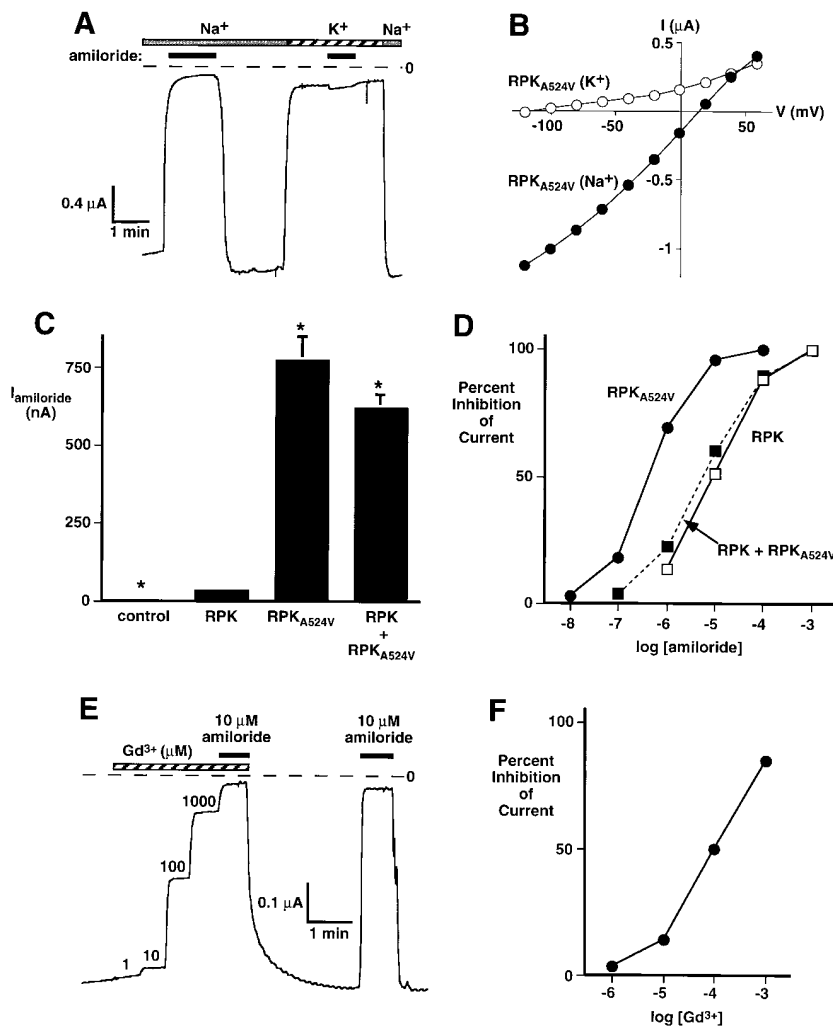 A
Na+ K+ Na+
amiloride:
0
0.4 μA
1 min
B
I (μA)
0.5
RPKA524V (K+)
V (mV)
-100 -50 50
RPKA524V (Na+)
-0.5
-1
C
Iamiloride
(nA)
750
500
250
0
*
*
*
control RPK RPKA524V RPK
+
RPKA524V
D
Percent
Inhibition
of
Current
100
50
0
RPKA524V
RPK
RPK + RPKA524V
-8 -7 -6 -5 -4 -3
log [amiloride]
E
10 μM
amiloride
10 μM
amiloride
Gd3+ (μM)
0
1000
100
10
1
0.1 μA
1 min
F
Percent
Inhibition
of
Current
100
50
0
-6 -5 -4 -3
log [Gd3+]